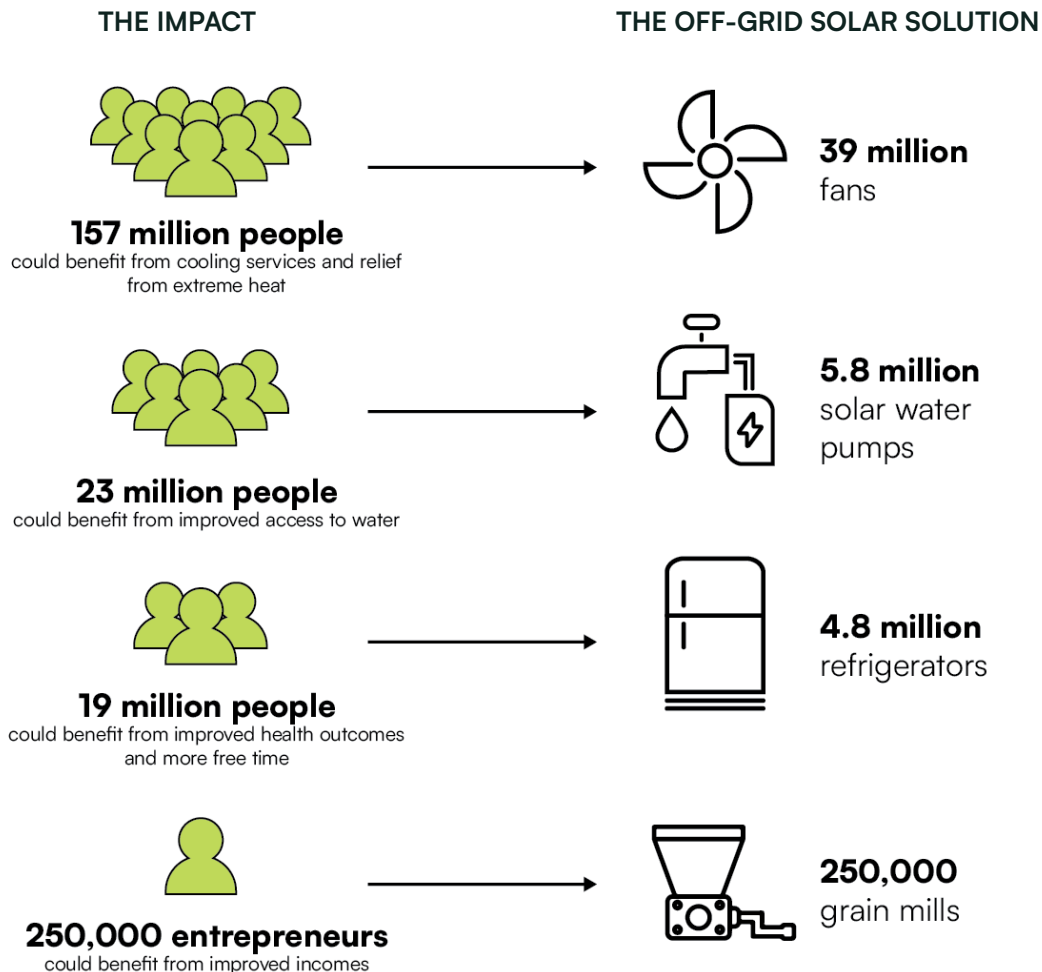 THE IMPACT
THE OFF-GRID SOLAR SOLUTION
157 million people
could benefit from cooling services and relief
from extreme heat
39 million
fans
23 million people
could benefit from improved access to water
5.8 million
solar water
pumps
19 million people
could benefit from improved health outcomes
and more free time
4.8 million
refrigerators
250,000 entrepreneurs
could benefit from improved incomes
250,000
grain mills